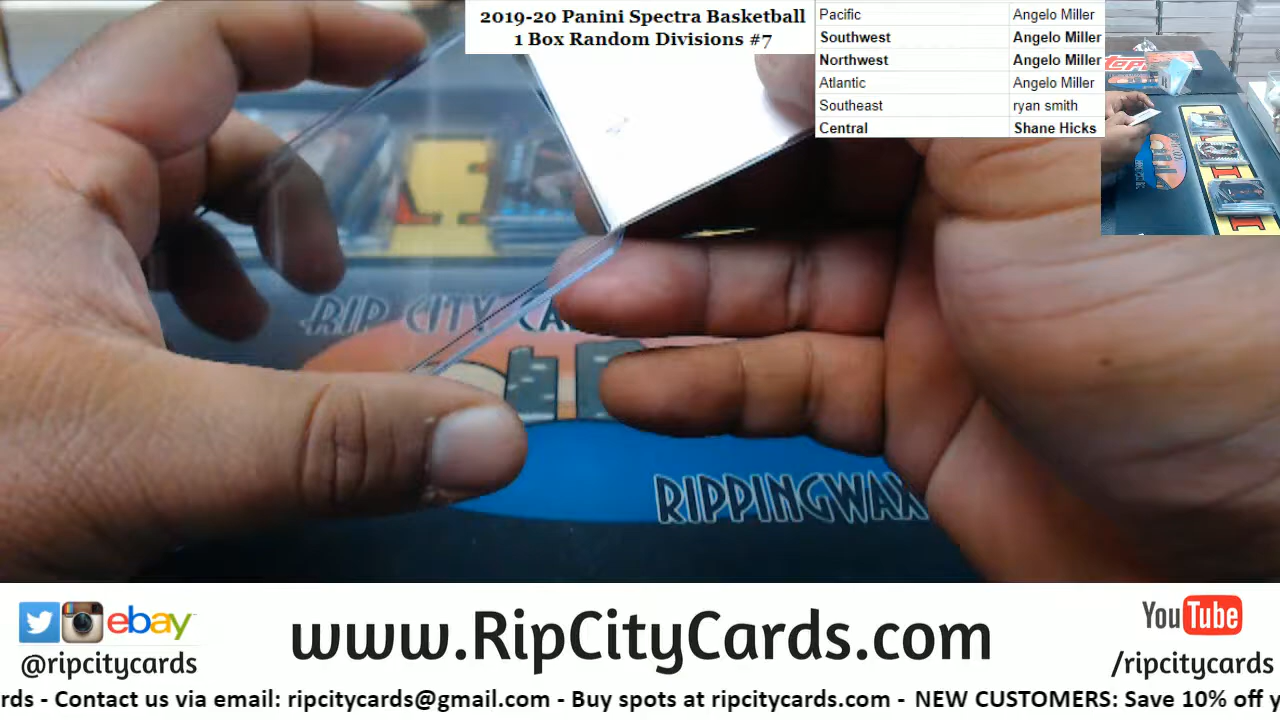 2019-20 Panini Spectra Basketball
1 Box Random Divisions #7
Pacific Angelo Miller
Southwest Angelo Miller
Northwest Angelo Miller
Atlantic Angelo Miller
Southeast ryan smith
Central Shane Hicks
RIP CITY CA
RIPPINGWAX
ebay
@ripcitycards
www.RipCityCards.com
YouTube
/ripcitycards
rds - Contact us via email: ripcitycards@gmail.com - Buy spots at ripcitycards.com - NEW CUSTOMERS: Save 10% off y